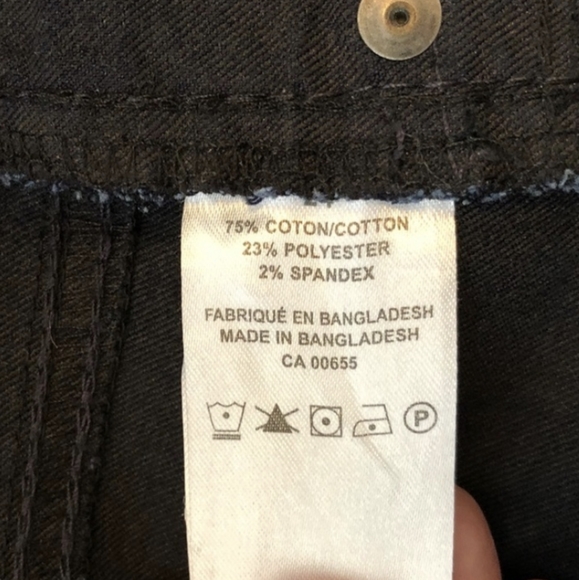 75% COTON/COTTON
23% POLYESTER
2% SPANDEX
FABRIQUÉ EN BANGLADESH
MADE IN BANGLADESH
CA 00655
P